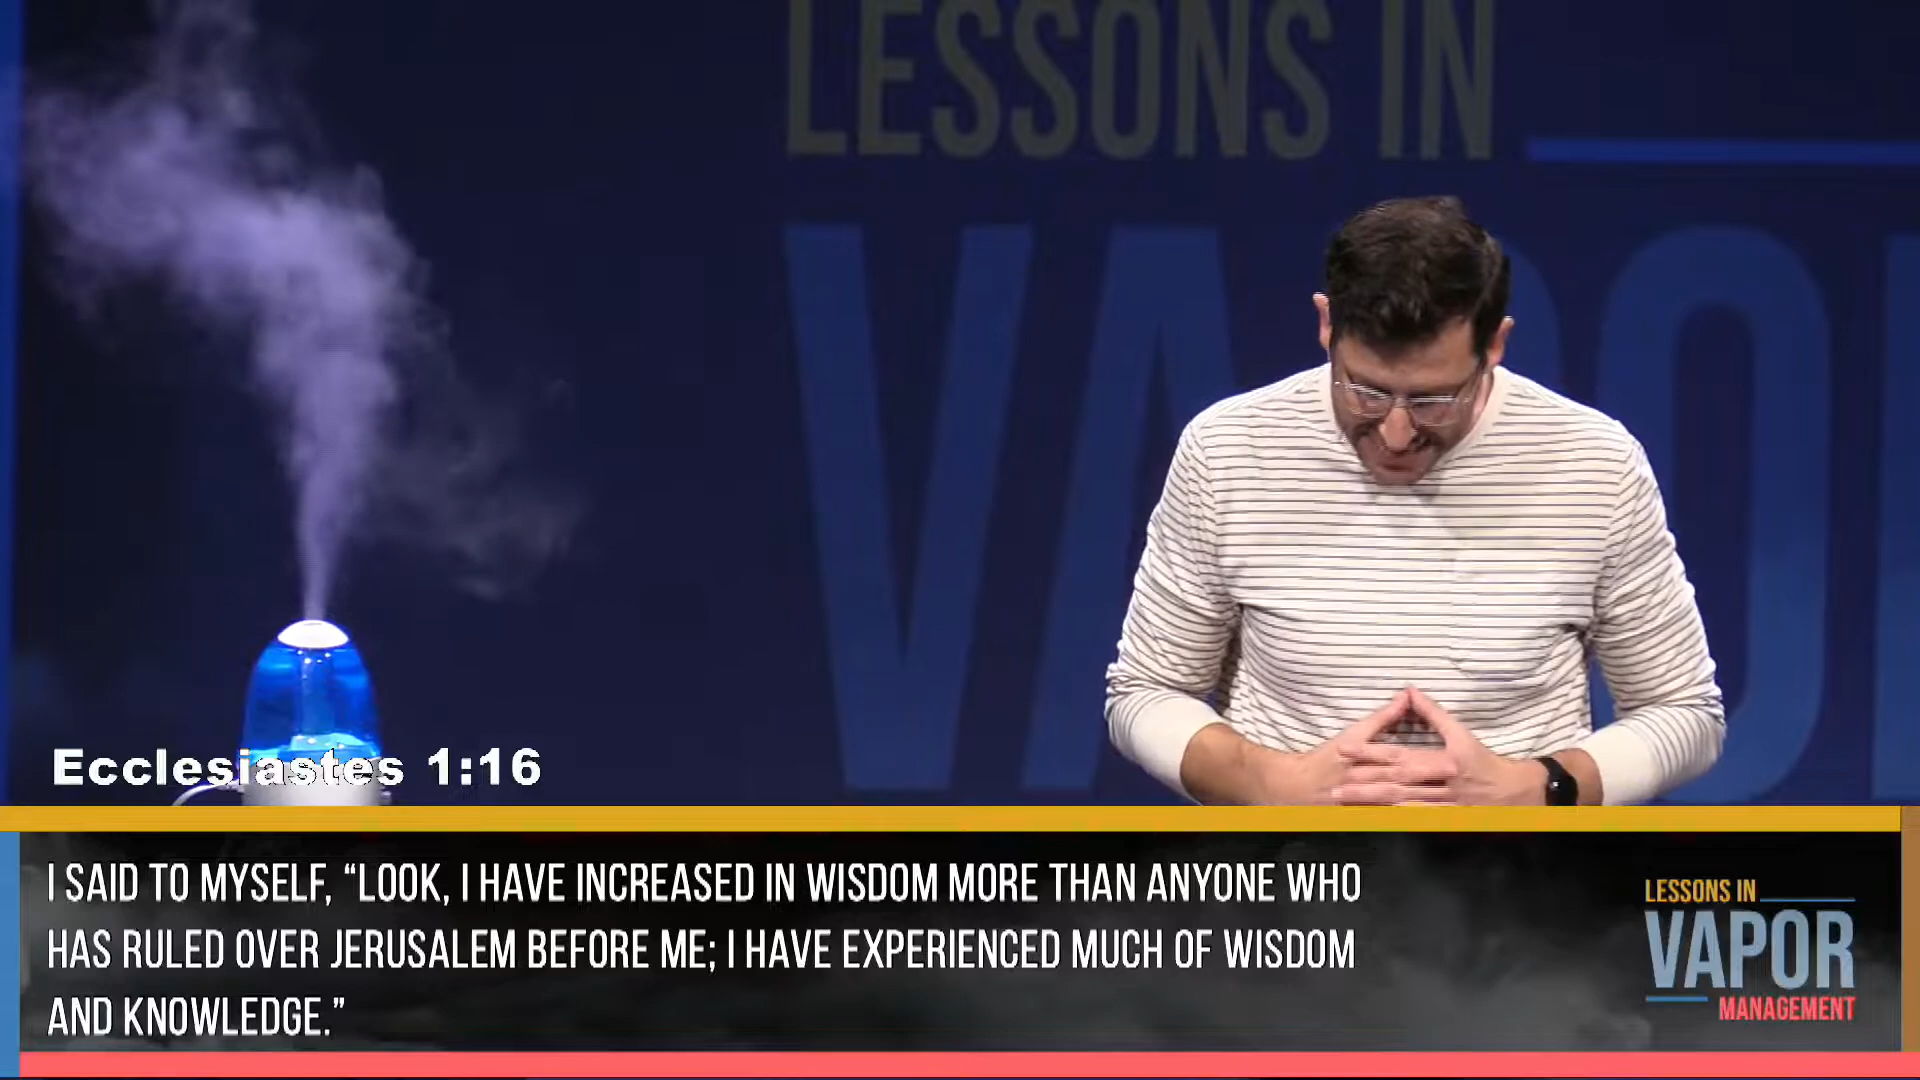 LESSONS IN
VAPOR
Ecclesiastes 1:16
I SAID TO MYSELF, “LOOK, I HAVE INCREASED IN WISDOM MORE THAN ANYONE WHO
HAS RULED OVER JERUSALEM BEFORE ME; I HAVE EXPERIENCED MUCH OF WISDOM
AND KNOWLEDGE.”
LESSONS IN
VAPOR
MANAGEMENT